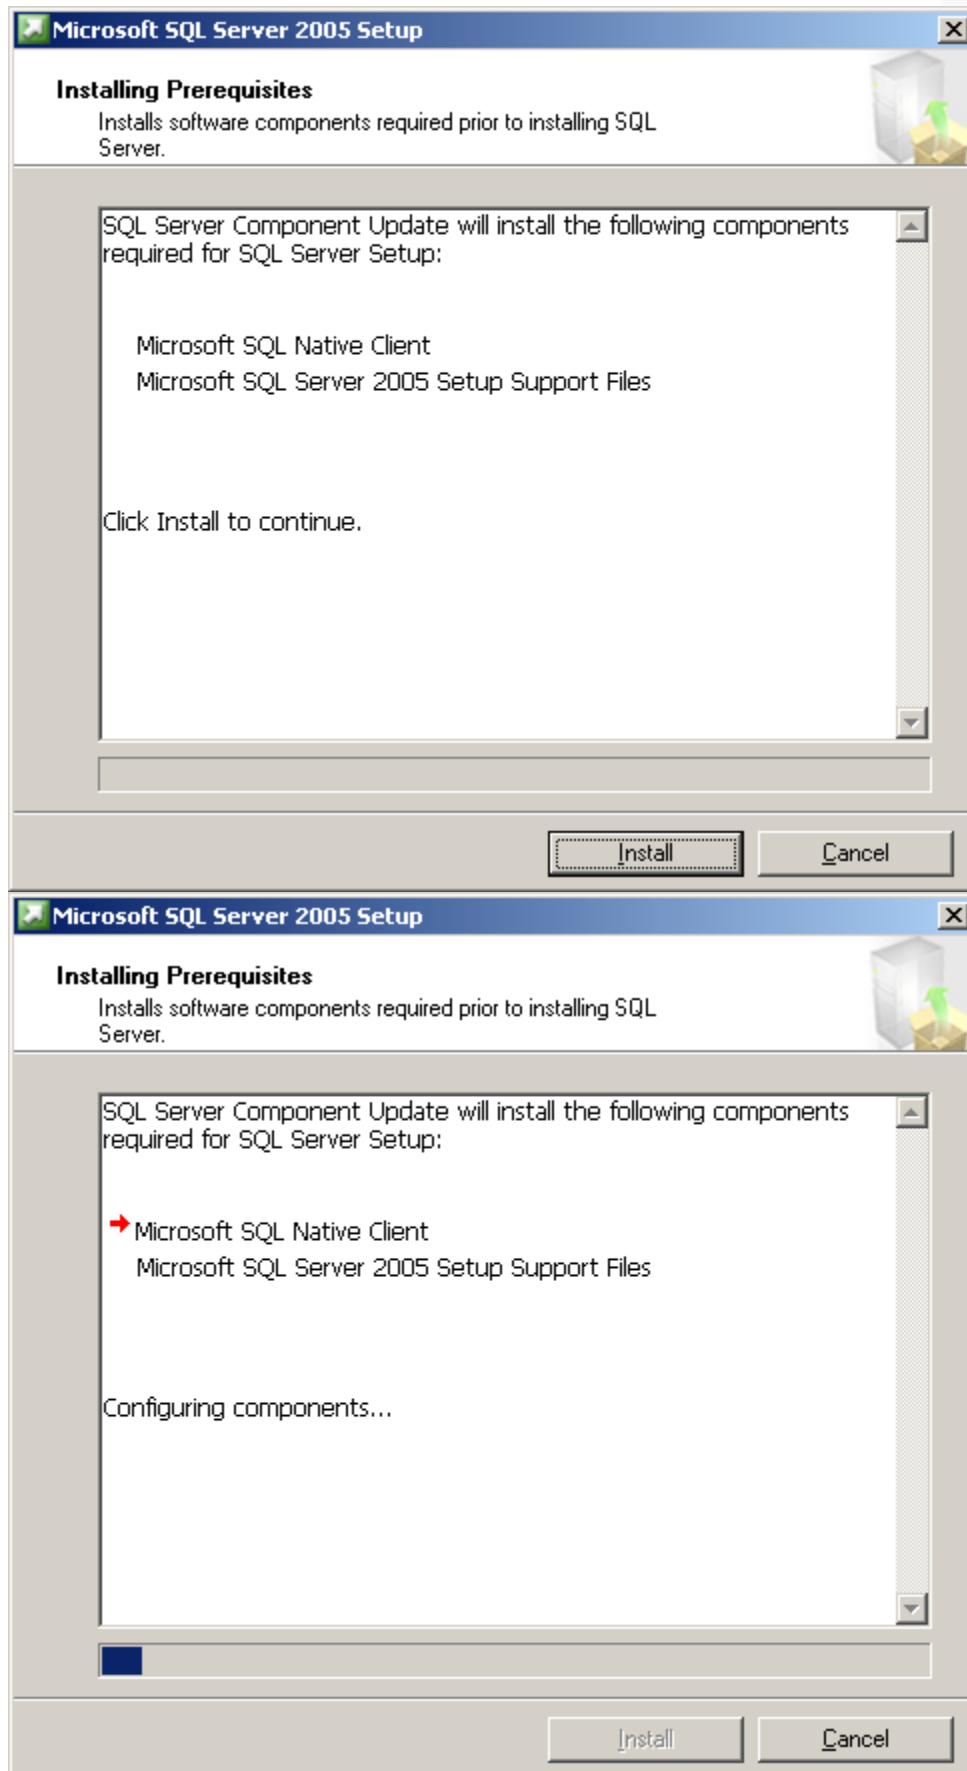 Microsoft SQL Server 2005 Setup
Installing Prerequisites
Installs software components required prior to installing SQL
Server.
SQL Server Component Update will install the following components
required for SQL Server Setup:
Microsoft SQL Native Client
Microsoft SQL Server 2005 Setup Support Files
Click Install to continue.
Install
Cancel
Microsoft SQL Server 2005 Setup
Installing Prerequisites
Installs software components required prior to installing SQL
Server.
SQL Server Component Update will install the following components
required for SQL Server Setup:
Microsoft SQL Native Client
Microsoft SQL Server 2005 Setup Support Files
Configuring components...
Install
Cancel